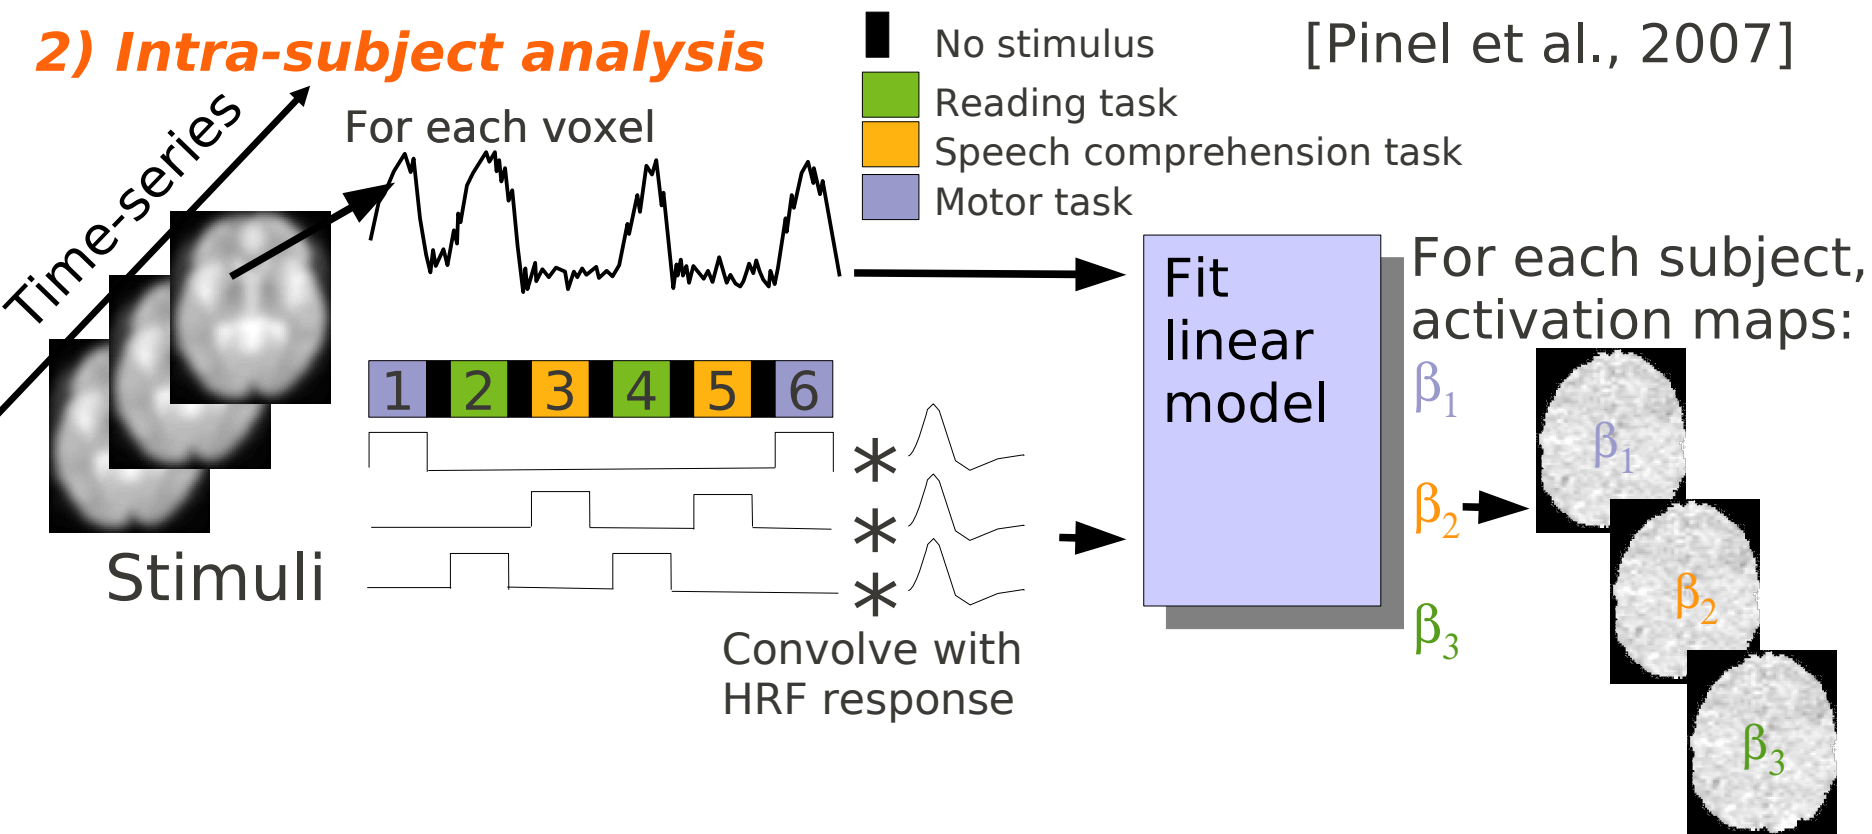 2) Intra-subject analysis
No stimulus
[Pinel et al., 2007]
Reading task
Speech comprehension task
Motor task
Time-series
For each voxel
Fit
linear
model
For each subject,
activation maps:
1 2 3 4 5 6
* 
*
*
Stimuli
Convolve with
HRF response
β1
β2
β3
β1
β2
β3